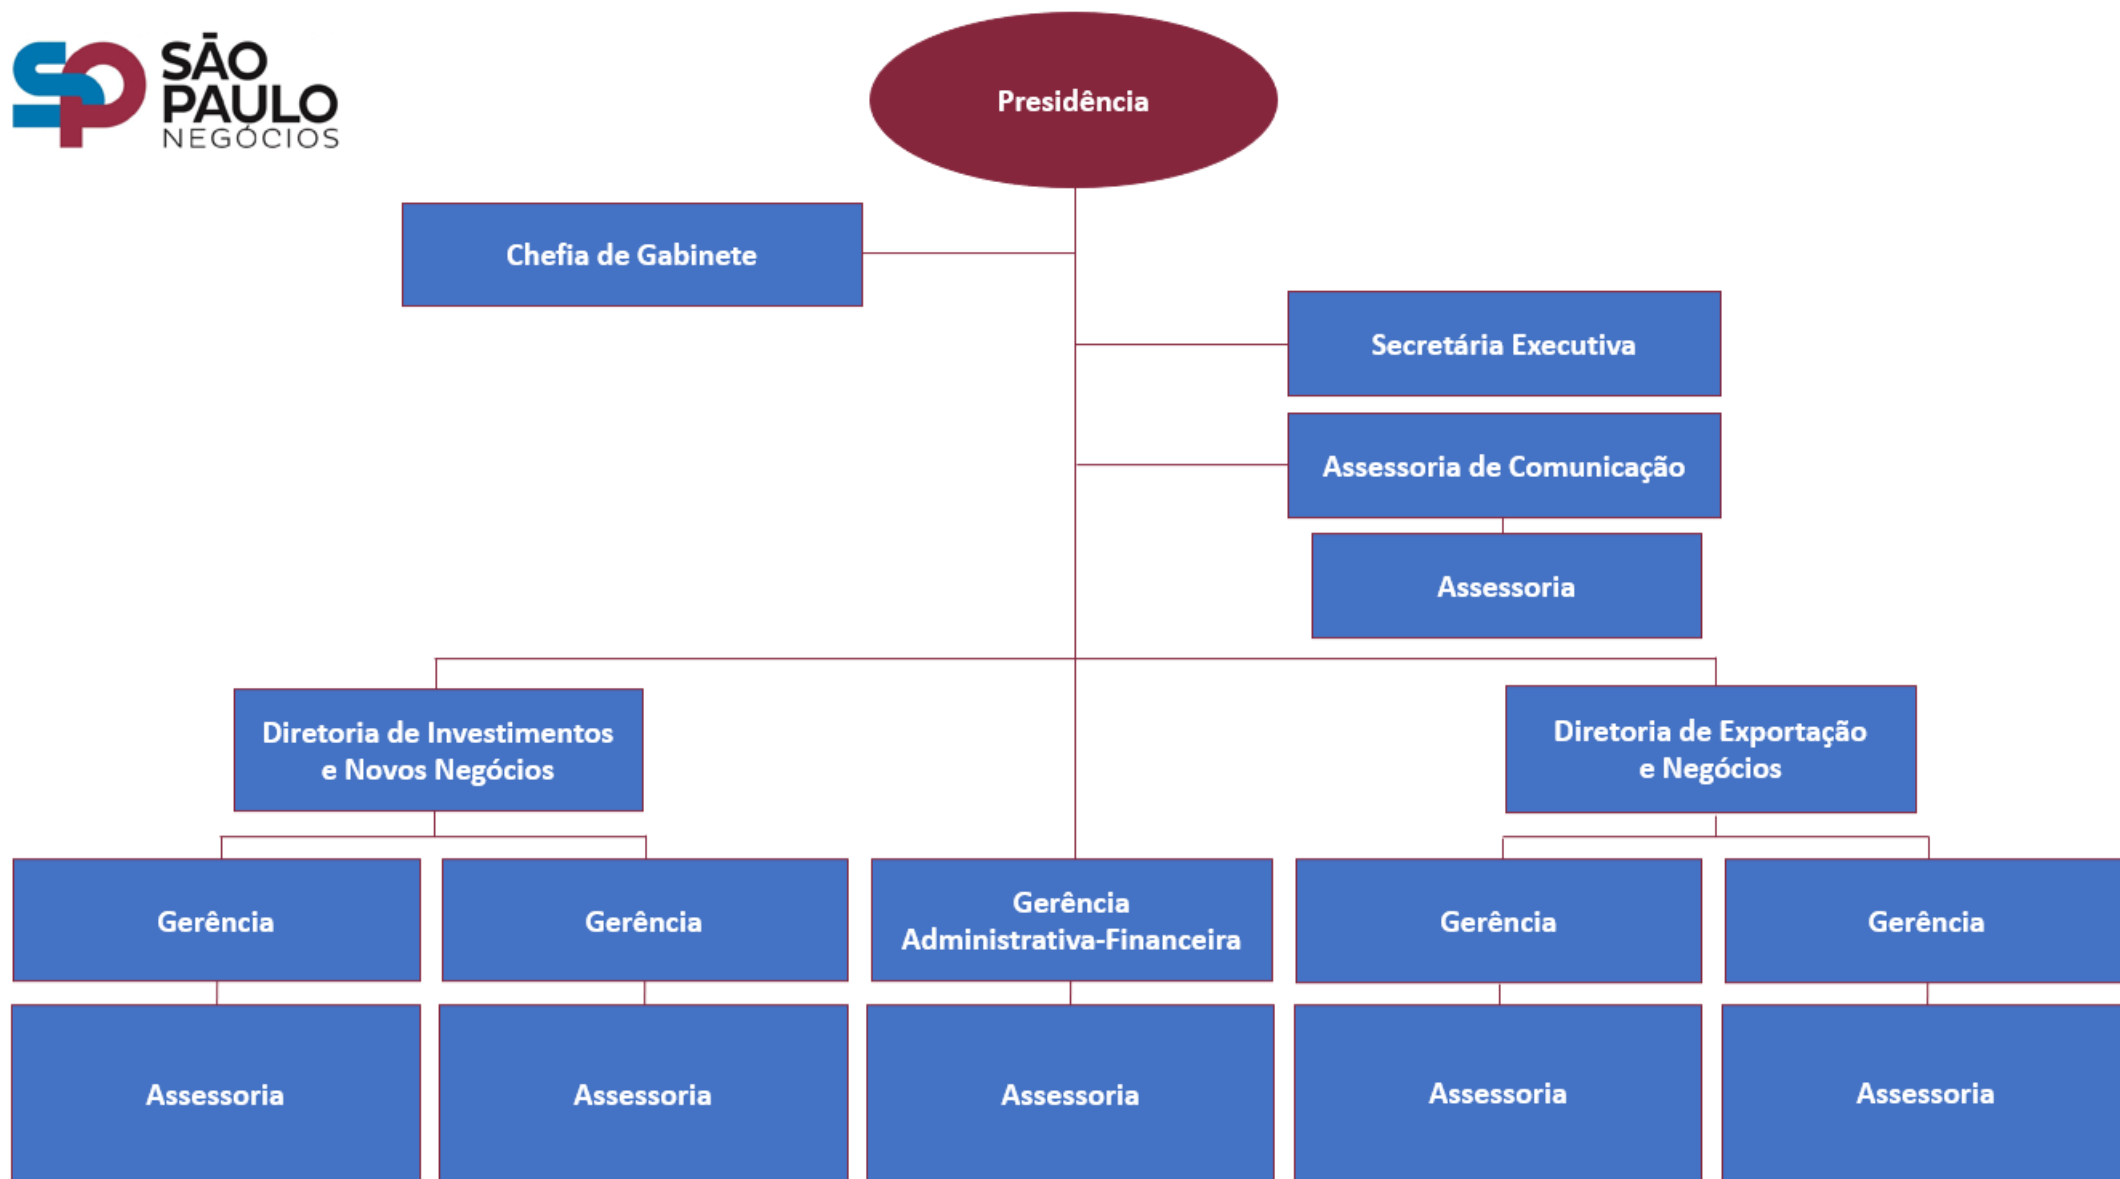 SÃO
PAULO
NEGÓCIOS
Presidência
Chefia de Gabinete
Secretária Executiva
Assessoria de Comunicação
Assessoria
Diretoria de Investimentos
e Novos Negócios
Diretoria de Exportação
e Negócios
Gerência
Gerência
Gerência
Administrativa-Financeira
Gerência
Gerência
Assessoria
Assessoria
Assessoria
Assessoria
Assessoria